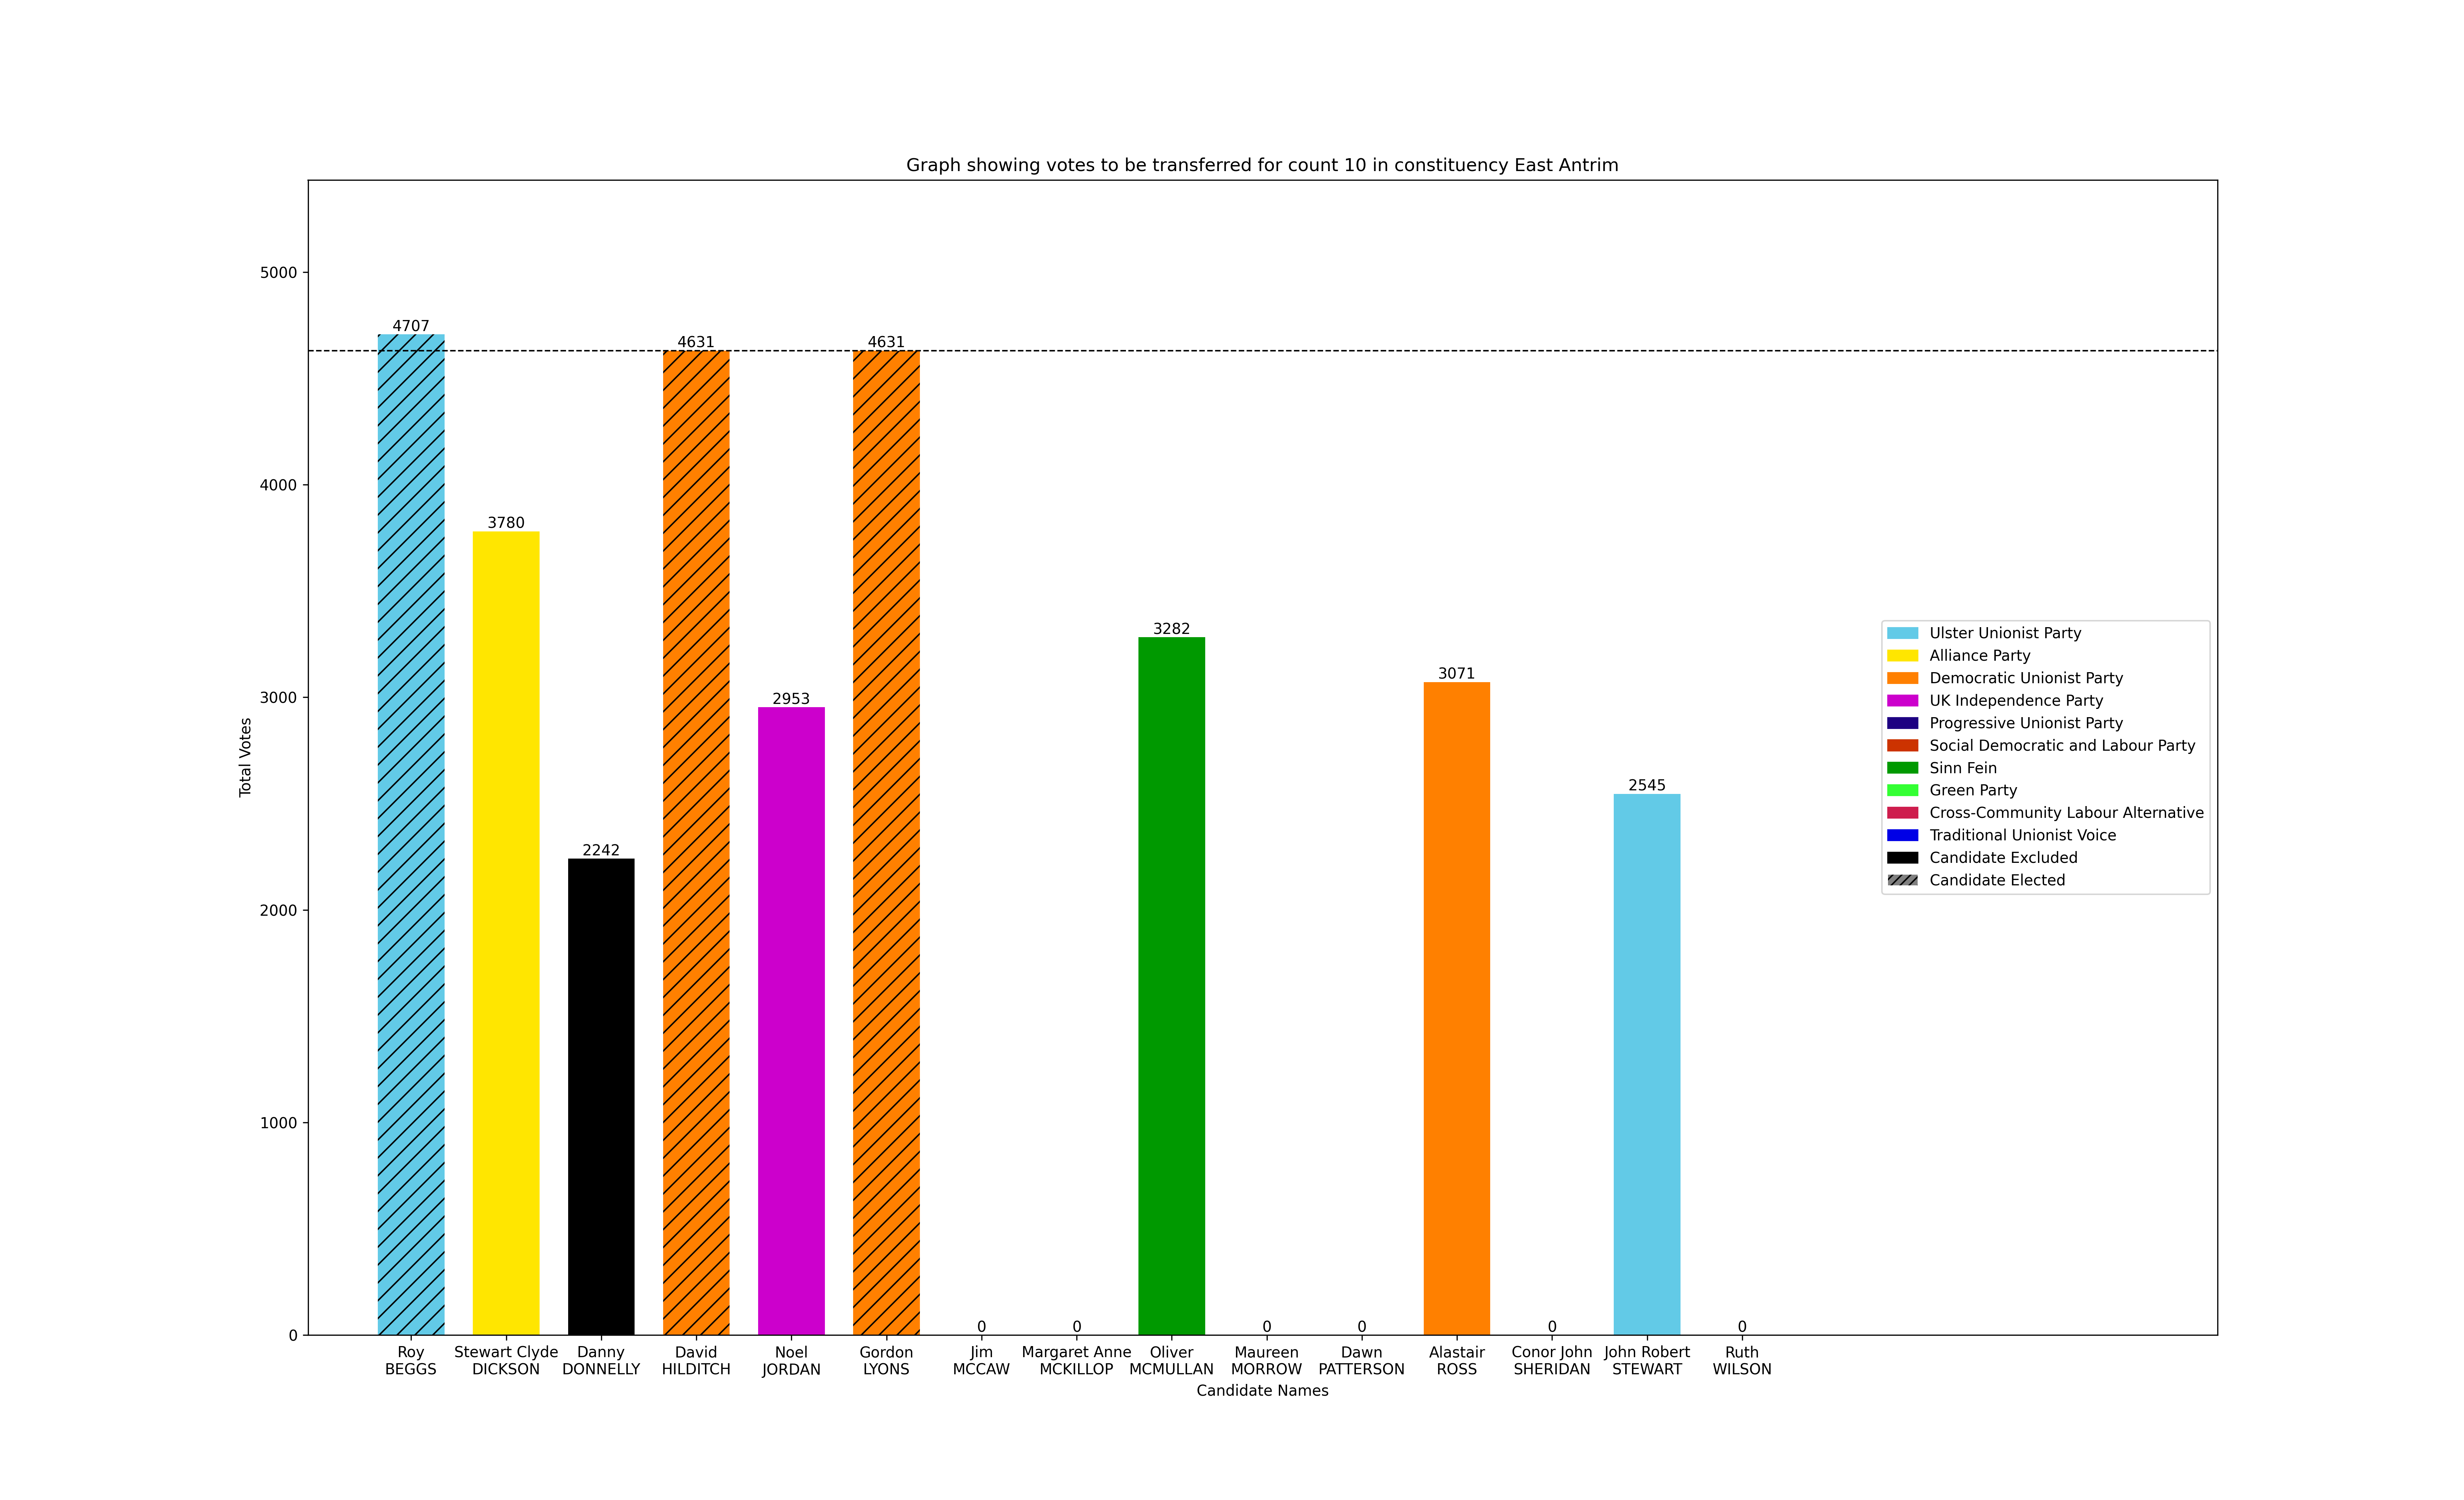 Graph showing votes to be transferred for count 10 in constituency East Antrim
Total Votes
5000
4000
3000
2000
1000
0
4707
3780
2242
4631
2953
4631
0
0
3282
0
0
3071
0
2545
0
Roy
BEGGS
Stewart Clyde
DICKSON
Danny
DONNELLY
David
HILDITCH
Noel
JORDAN
Gordon
LYONS
Jim
MCCAW
Margaret Anne
MCKILLOP
Oliver
MCMULLAN
Maureen
MORROW
Dawn
PATTERSON
Alastair
ROSS
Conor John
SHERIDAN
John Robert
STEWART
Ruth
WILSON
Candidate Names
Ulster Unionist Party
Alliance Party
Democratic Unionist Party
UK Independence Party
Progressive Unionist Party
Social Democratic and Labour Party
Sinn Fein
Green Party
Cross-Community Labour Alternative
Traditional Unionist Voice
Candidate Excluded
Candidate Elected